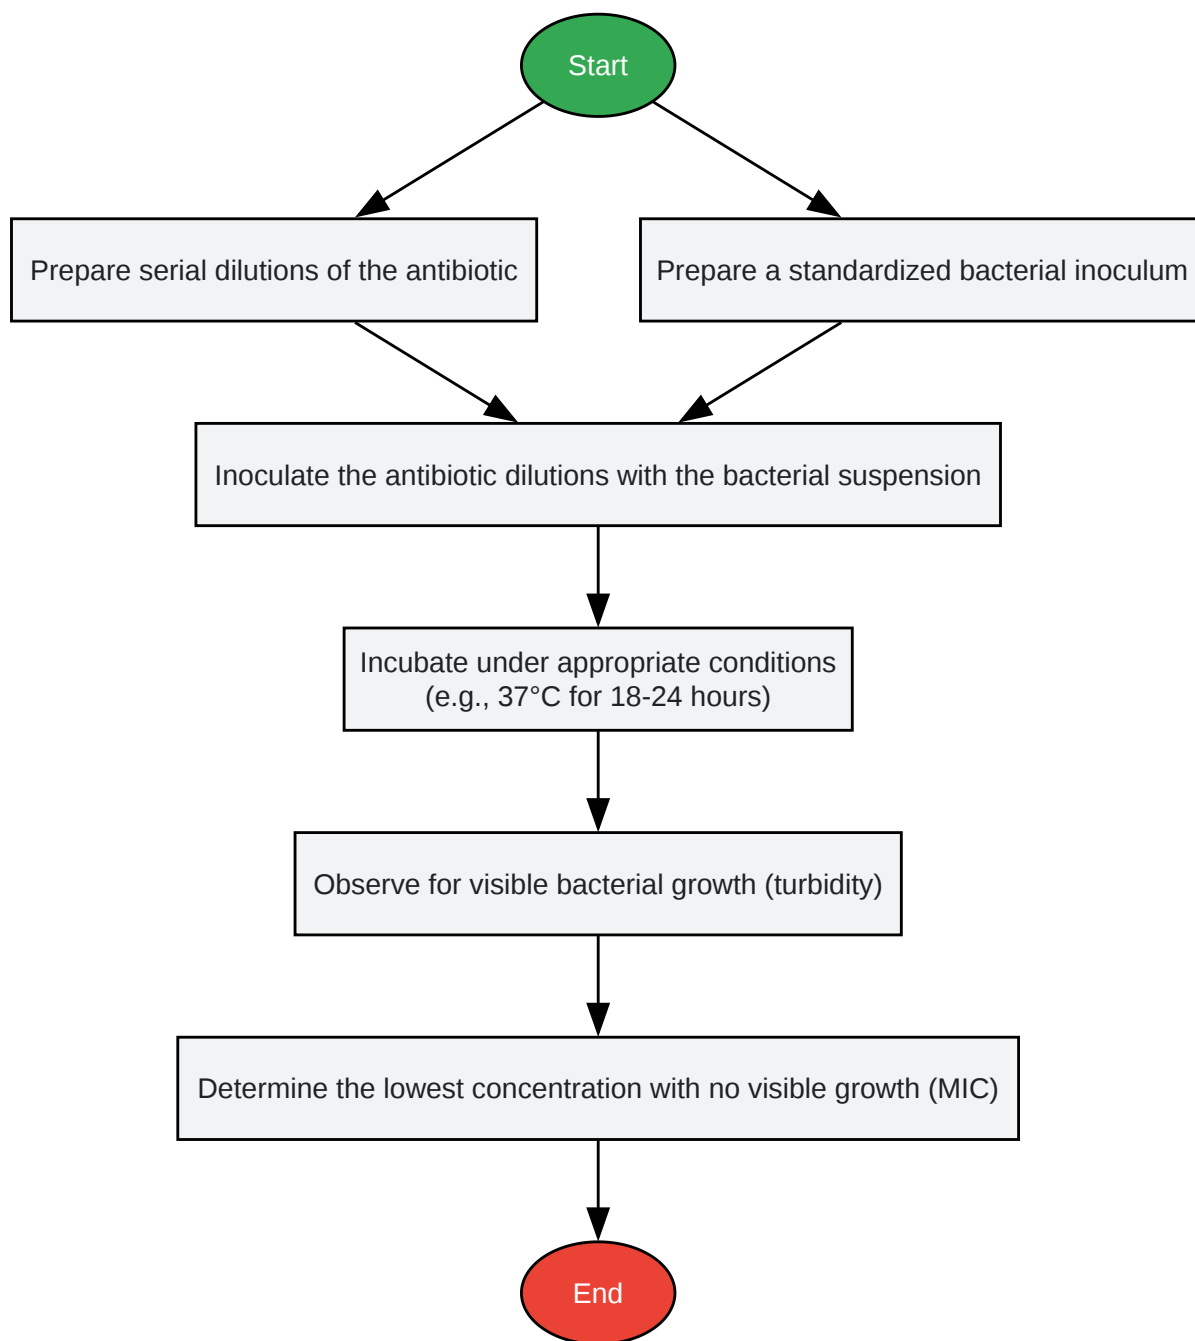 Start
Prepare serial dilutions of the antibiotic
Prepare a standardized bacterial inoculum
Inoculate the antibiotic dilutions with the bacterial suspension
Incubate under appropriate conditions
(e.g., 37°C for 18-24 hours)
Observe for visible bacterial growth (turbidity)
Determine the lowest concentration with no visible growth (MIC)
End